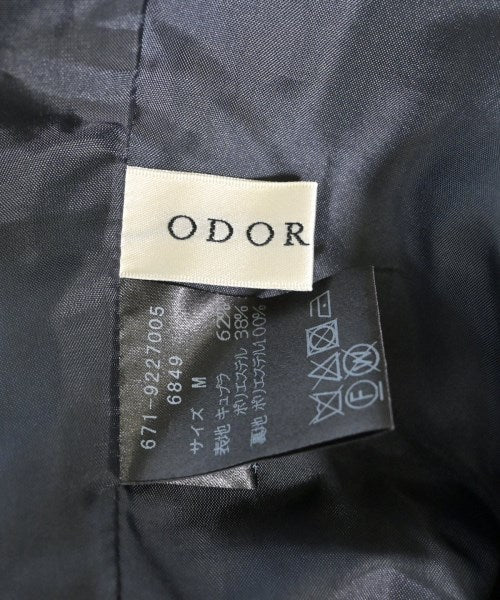 ODOR
671-9227005
6849
サイズ M
表地 キュプラ 62%
ポリエステル 38%
裏地 ポリエステル100%